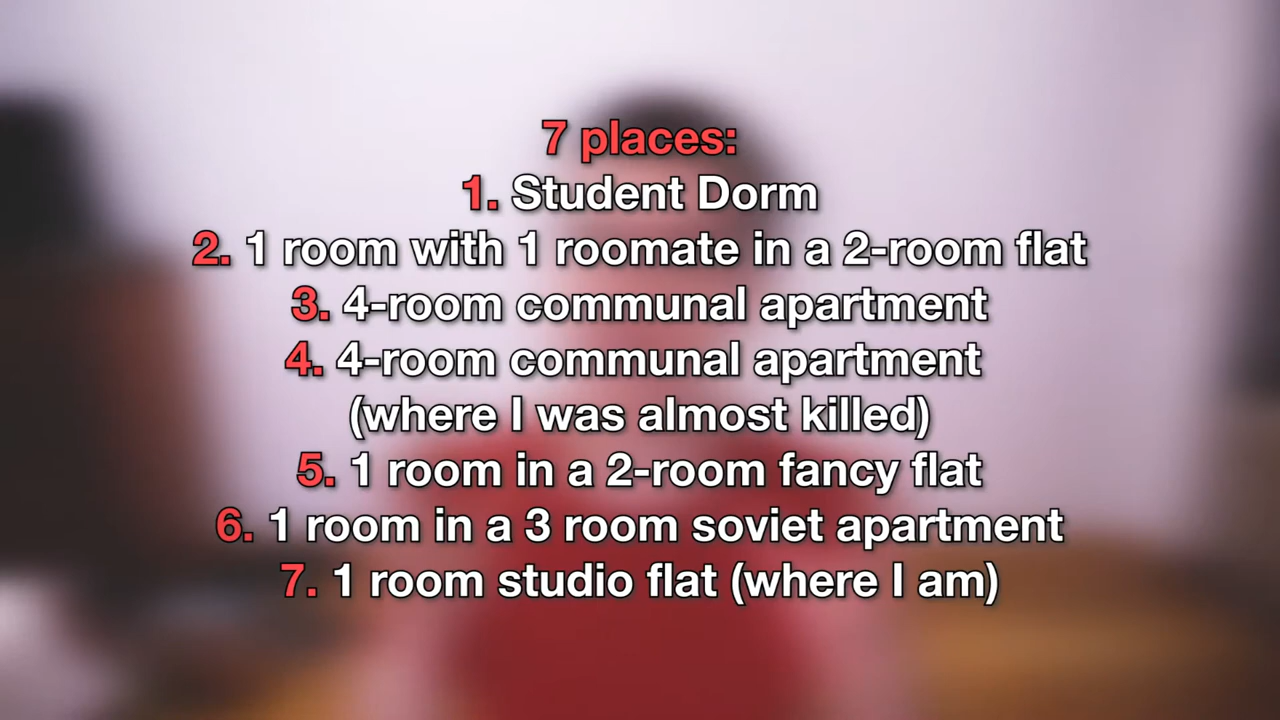 7 places:
1. Student Dorm
2. 1 room with 1 roomate in a 2-room flat
3. 4-room communal apartment
4. 4-room communal apartment
(where I was almost killed)
5. 1 room in a 2-room fancy flat
6. 1 room in a 3 room soviet apartment
7. 1 room studio flat (where I am)